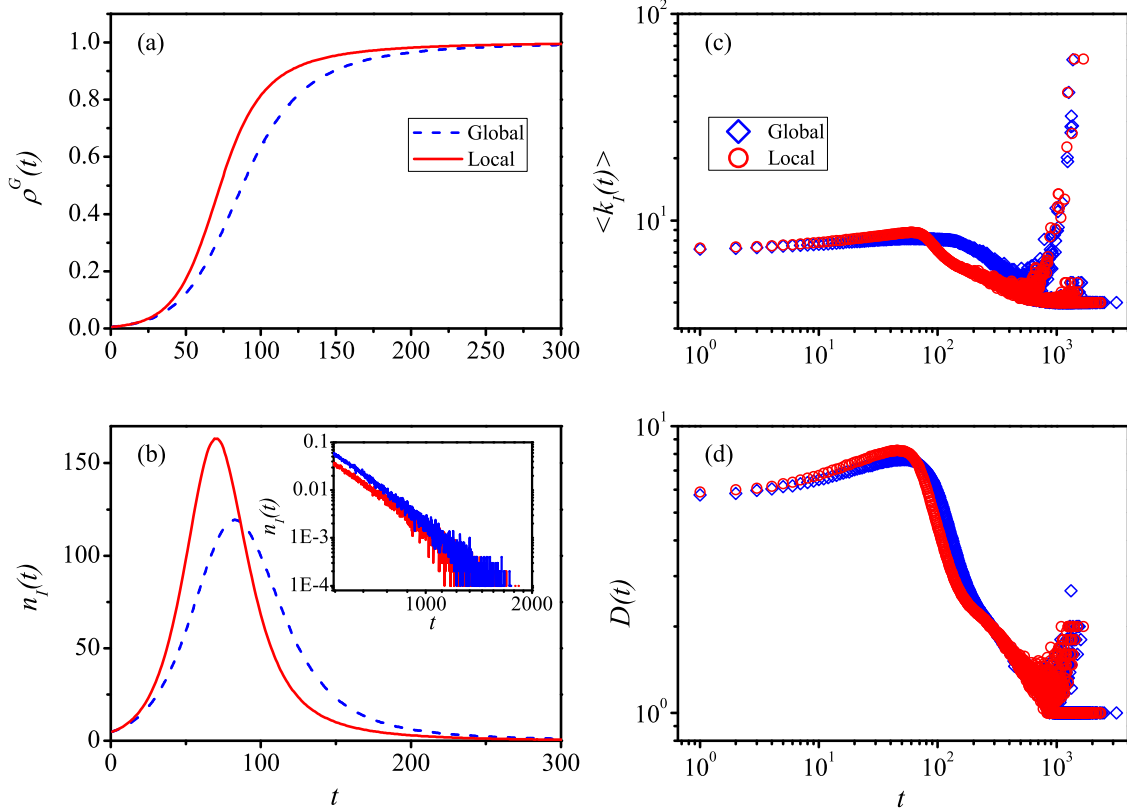 (a)
1.0
0.8
0.6
0.4
0.2
0.0
ρ^G(t)
Global
Local
0 50 100 150 200 250 300
(c)
10^2
10^1
<k_I(t)>
Global
Local
10^0 10^1 10^2 10^3
(b)
150
125
100
75
50
25
0
n_I(t)
0.1
0.01
1E-3
1E-4
n_I(t)
1000 2000
t
0 50 100 150 200 250 300
t
(d)
10^1
10^0
D(t)
10^0 10^1 10^2 10^3
t